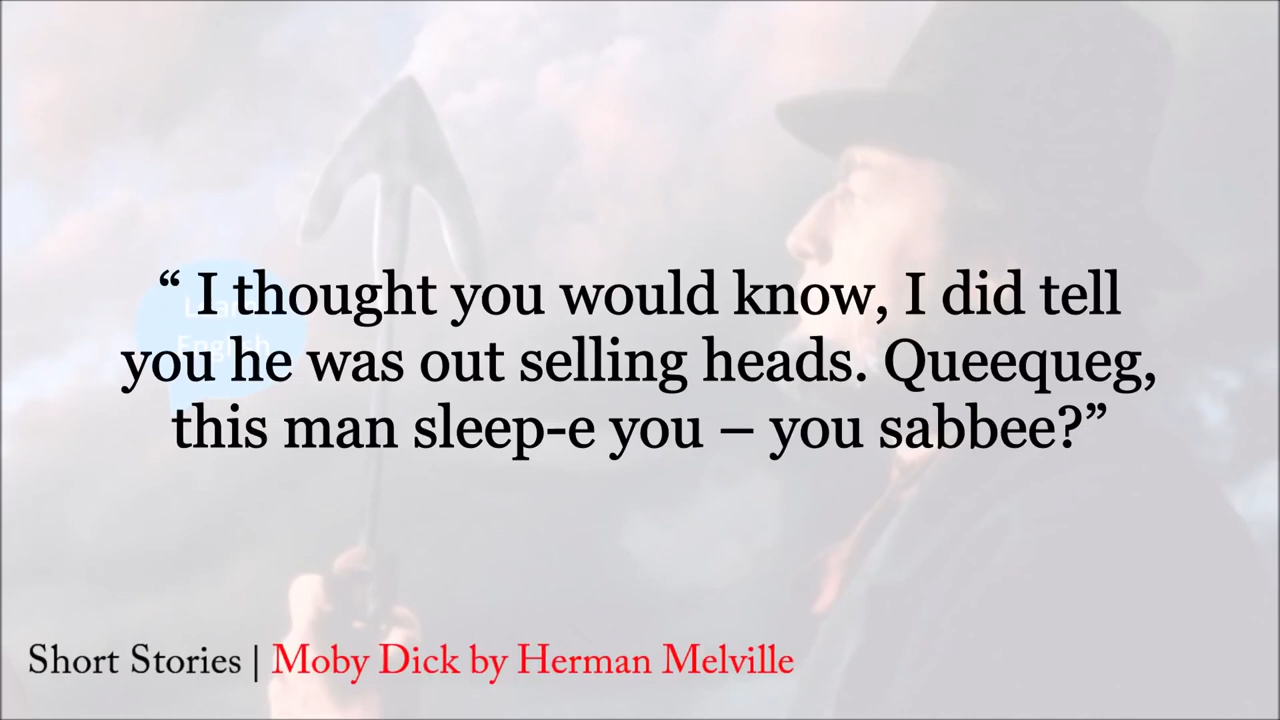 “ I thought you would know, I did tell
you he was out selling heads. Queequeg,
this man sleep-e you – you sabbee?”
Short Stories | Moby Dick by Herman Melville